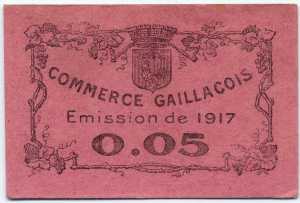 COMMERCE GAILLACOIS
Emission de 1917
0.05